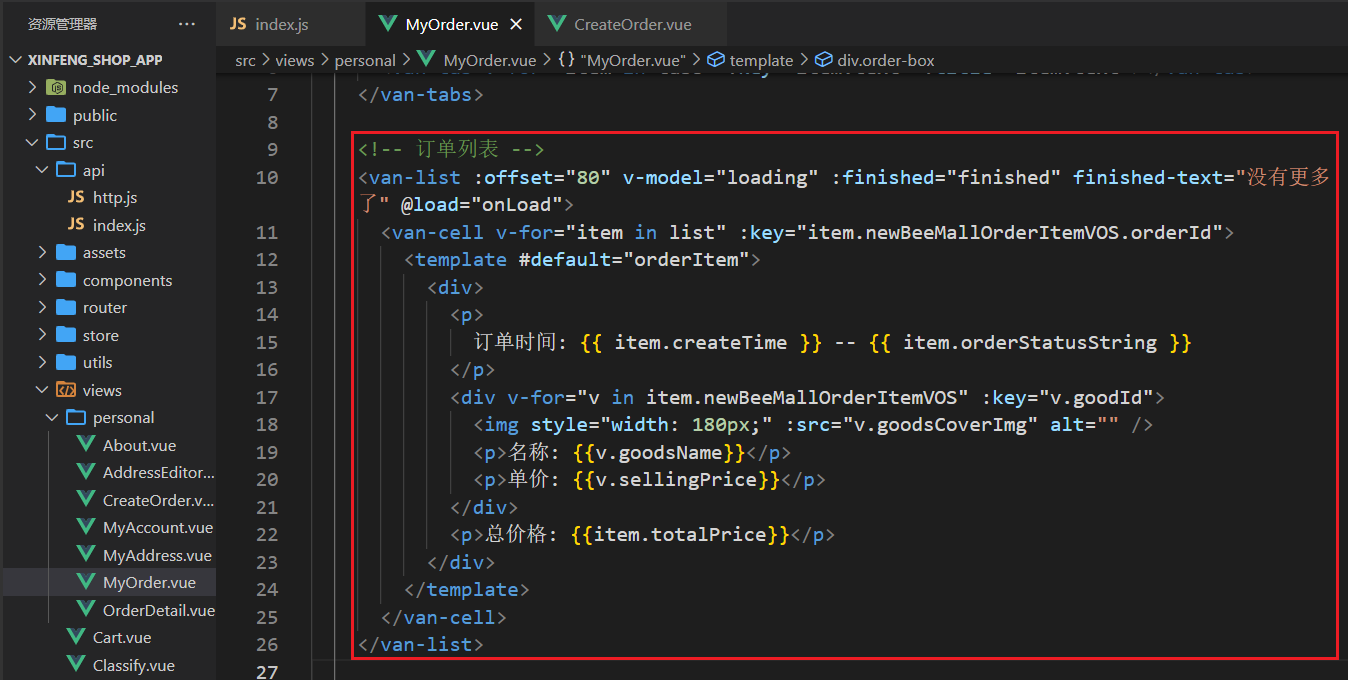 资源管理器 ···
XINFENG_SHOP_APP
node_modules
public
src
api
JS http.js
JS index.js
assets
components
router
store
utils
views
personal
About.vue
AddressEditor...
CreateOrder.v...
MyAccount.vue
MyAddress.vue
MyOrder.vue
OrderDetail.vue
Cart.vue
Classify.vue
JS index.js MyOrder.vue × CreateOrder.vue
src > views > personal > MyOrder.vue > {} "MyOrder.vue" > template > div.order-box
7 </van-tabs>
8
9 <!-- 订单列表 -->
10 <van-list :offset="80" v-model="loading" :finished="finished" finished-text="没有更多
了" @load="onLoad">
11 <van-cell v-for="item in list" :key="item.newBeeMallOrderItemVOS.orderId">
12 <template #default="orderItem">
13 <div>
14 <p>
15 订单时间: {{ item.createTime }} -- {{ item.orderStatusString }}
16 </p>
17 <div v-for="v in item.newBeeMallOrderItemVOS" :key="v.goodId">
18 <img style="width: 180px;" :src="v.goodsCoverImg" alt="" />
19 <p>名称: {{v.goodsName}}</p>
20 <p>单价: {{v.sellingPrice}}</p>
21 </div>
22 <p>总价格: {{item.totalPrice}}</p>
23 </div>
24 </template>
25 </van-cell>
26 </van-list>
27